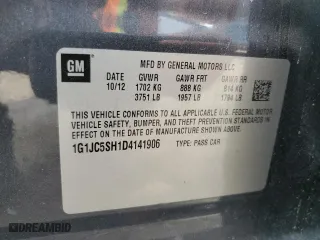 GM
MFD BY GENERAL MOTORS LLC
DATE GVWR GAWR FRT GAWR RR
10/12 1702 KG 888 KG 814 KG
3751 LB 1957 LB 1794 LB
THIS VEHICLE CONFORMS TO ALL APPLICABLE U.S. FEDERAL MOTOR
VEHICLE SAFETY, BUMPER, AND THEFT PREVENTION STANDARDS IN
EFFECT ON THE DATE OF MANUFACTURE SHOWN ABOVE.
1G1JC5SH1D4141906 TYPE: PASS CAR